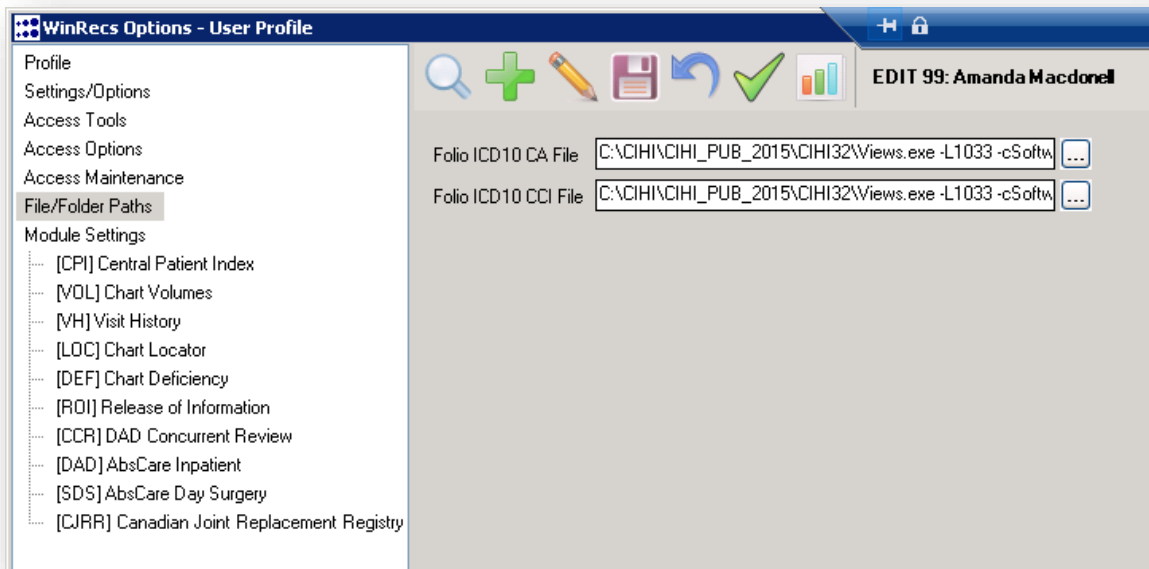 WinRecs Options - User Profile
Profile
Settings/Options
Access Tools
Access Options
Access Maintenance
File/Folder Paths
Module Settings
[CPI] Central Patient Index
[VOL] Chart Volumes
[VH] Visit History
[LOC] Chart Locator
[DEF] Chart Deficiency
[ROI] Release of Information
[CCR] DAD Concurrent Review
[DAD] AbsCare Inpatient
[SDS] AbsCare Day Surgery
[CJRR] Canadian Joint Replacement Registry
EDIT 99: Amanda Macdonell
Folio ICD10 CA File C:\CIHI\CIHI_PUB_2015\CIHI32\Views.exe -L1033 -cSoftw ...
Folio ICD10 CCI File C:\CIHI\CIHI_PUB_2015\CIHI32\Views.exe -L1033 -cSoftw ...